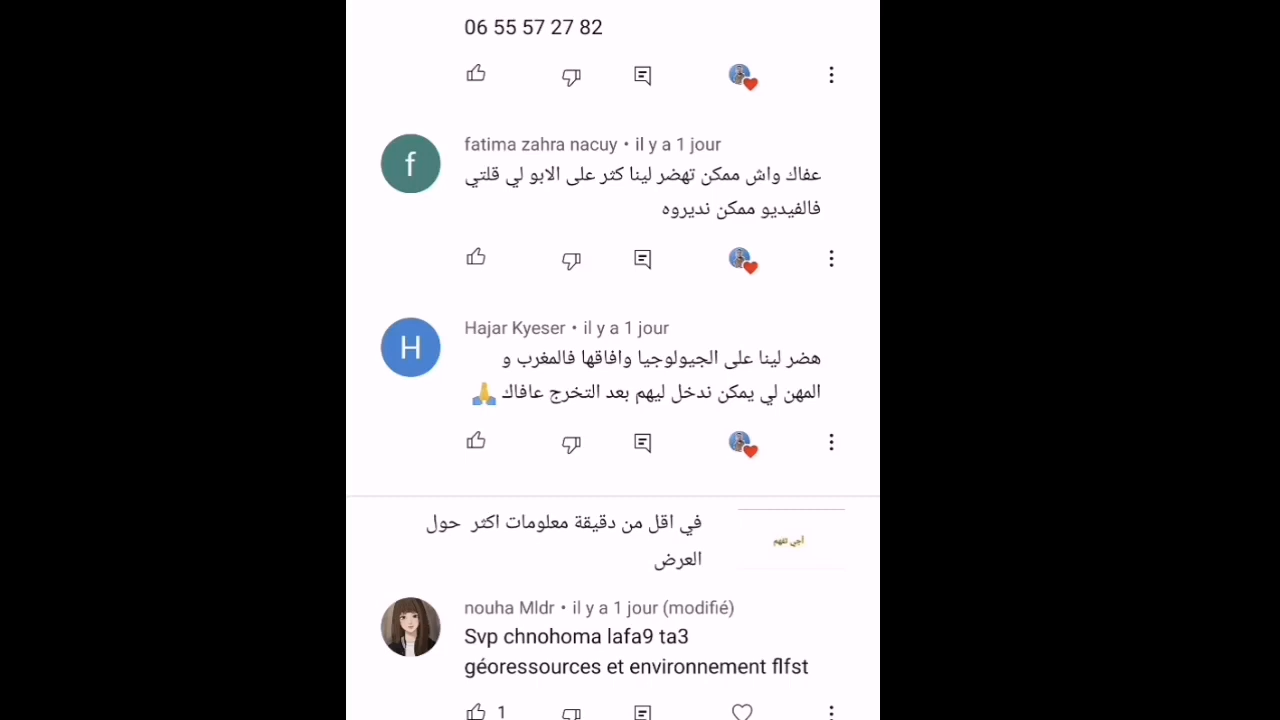 06 55 57 27 82
f
fatima zahra nacuy • il y a 1 jour
عفاك واش ممكن تهضر لينا كثر على الابو لي قلتي
فالفيديو ممكن نديروه
H
Hajar Kyeser • il y a 1 jour
هضر لينا على الجيولوجيا وافاقها فالمغرب و
المهن لي يمكن ندخل ليهم بعد التخرج عافاك 🙏
في اقل من دقيقة معلومات اكثر حول
العرض
أجي تفهم
nouha Mldr • il y a 1 jour (modifié)
Svp chnohoma lafa9 ta3
géoressources et environnement flfst
1